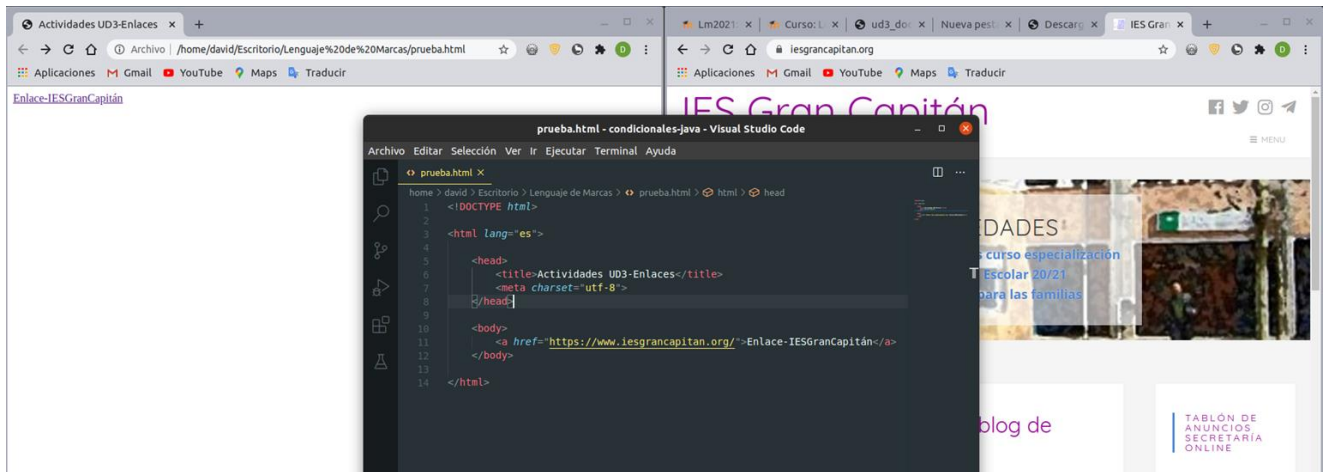 Actividades UD3-Enlaces
Archivo | /home/david/Escritorio/Lenguaje%20de%20Marcas/prueba.html
Aplicaciones Gmail YouTube Maps Traducir
Enlace-IESGranCapitán
Lm2021: Curso: L ud3_do Nueva pest Descarg IES Gran
iesgrancapitan.org
Aplicaciones Gmail YouTube Maps Traducir
IES Gran Capitán
MENU
EDADES
s curso especialización
T Escolar 20/21
para las familias
blog de
TABLÓN DE
ANUNCIOS
SECRETARÍA
ONLINE
prueba.html - condicionales-java - Visual Studio Code
Archivo Editar Selección Ver Ir Ejecutar Terminal Ayuda
prueba.html
home > david > Escritorio > Lenguaje de Marcas > prueba.html > html > head
1 <!DOCTYPE html>
2
3 <html lang="es">
4
5 <head>
6 <title>Actividades UD3-Enlaces</title>
7 <meta charset="utf-8">
8 </head>
9
10 <body>
11 <a href="https://www.iesgrancapitan.org/">Enlace-IESGranCapitán</a>
12 </body>
13
14 </html>